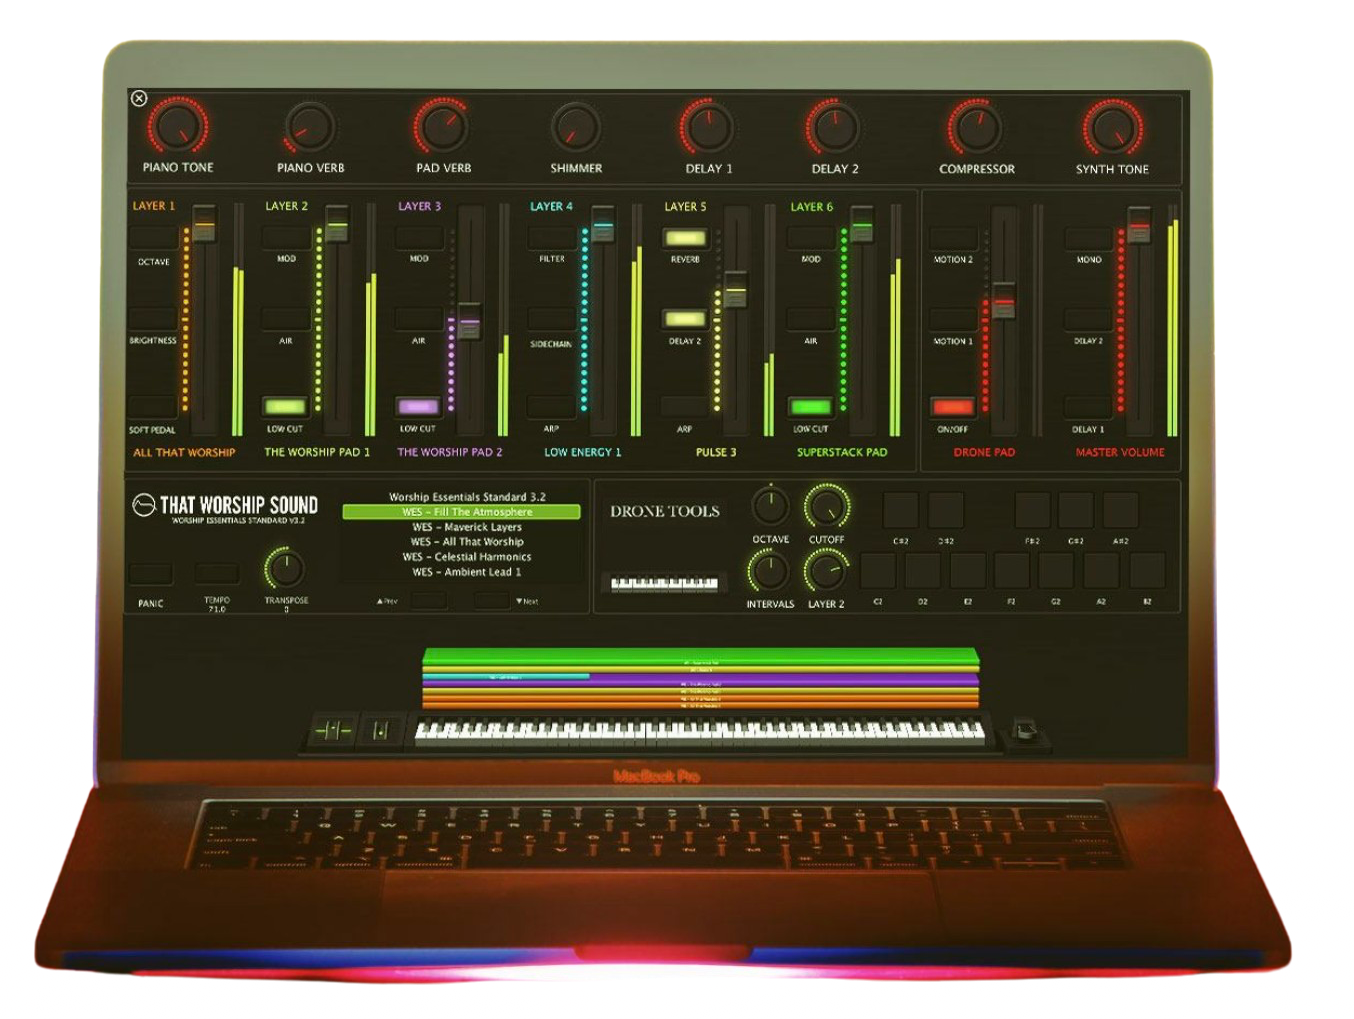 PIANO TONE PIANO VERB PAD VERB SHIMMER DELAY 1 DELAY 2 COMPRESSOR SYNTH TONE
LAYER 1 LAYER 2 LAYER 3 LAYER 4 LAYER 5 LAYER 6
OCTAVE MOD MOD FILTER REVERB MOD MOTION 2 MONO
BRIGHTNESS AIR AIR SIDECHAIN DELAY 2 AIR MOTION 1 DELAY 2
SOFT PEDAL LOW CUT LOW CUT ARP ARP LOW CUT ON/OFF DELAY 1
ALL THAT WORSHIP THE WORSHIP PAD 1 THE WORSHIP PAD 2 LOW ENERGY 1 PULSE 3 SUPERSTACK PAD DRONE PAD MASTER VOLUME
THAT WORSHIP SOUND
WORSHIP ESSENTIALS STANDARD V3.2
PANIC TEMPO TRANSPOSE
71.0 0
Worship Essentials Standard 3.2
WES - Fill The Atmosphere
WES - Maverick Layers
WES - All That Worship
WES - Celestial Harmonics
WES - Ambient Lead 1
▲Prev ▼Next
DRONE TOOLS
OCTAVE CUTOFF
INTERVALS LAYER 2
C#2 D#2 F#2 G#2 A#2
C2 D2 E2 F2 G2 A2 B2
MacBook Pro